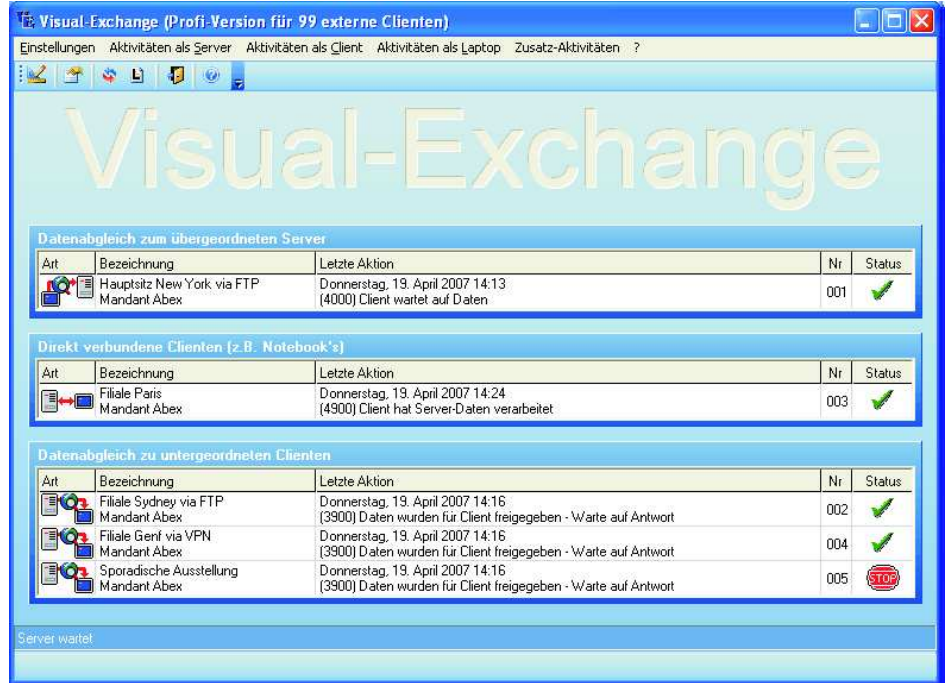 Visual-Exchange (Profi-Version für 99 externe Clienten)
Einstellungen Aktivitäten als Server Aktivitäten als Client Aktivitäten als Laptop Zusatz-Aktivitäten ?
Visual-Exchange
Datenabgleich zum übergeordneten Server
Art Bezeichnung Letzte Aktion Nr Status
Hauptsitz New York via FTP Donnerstag, 19. April 2007 14:13
Mandant Abex (4000) Client wartet auf Daten 001
Direkt verbundene Clienten (z.B. Notebook's)
Art Bezeichnung Letzte Aktion Nr Status
Filiale Paris Donnerstag, 19. April 2007 14:24
Mandant Abex (4900) Client hat Server-Daten verarbeitet 003
Datenabgleich zu untergeordneten Clienten
Art Bezeichnung Letzte Aktion Nr Status
Filiale Sydney via FTP Donnerstag, 19. April 2007 14:16
Mandant Abex (3900) Daten wurden für Client freigegeben - Warte auf Antwort 002
Filiale Genf via VPN Donnerstag, 19. April 2007 14:16
Mandant Abex (3900) Daten wurden für Client freigegeben - Warte auf Antwort 004
Sporadische Ausstellung Donnerstag, 19. April 2007 14:16
Mandant Abex (3900) Daten wurden für Client freigegeben - Warte auf Antwort 005 STOP
Server wartet